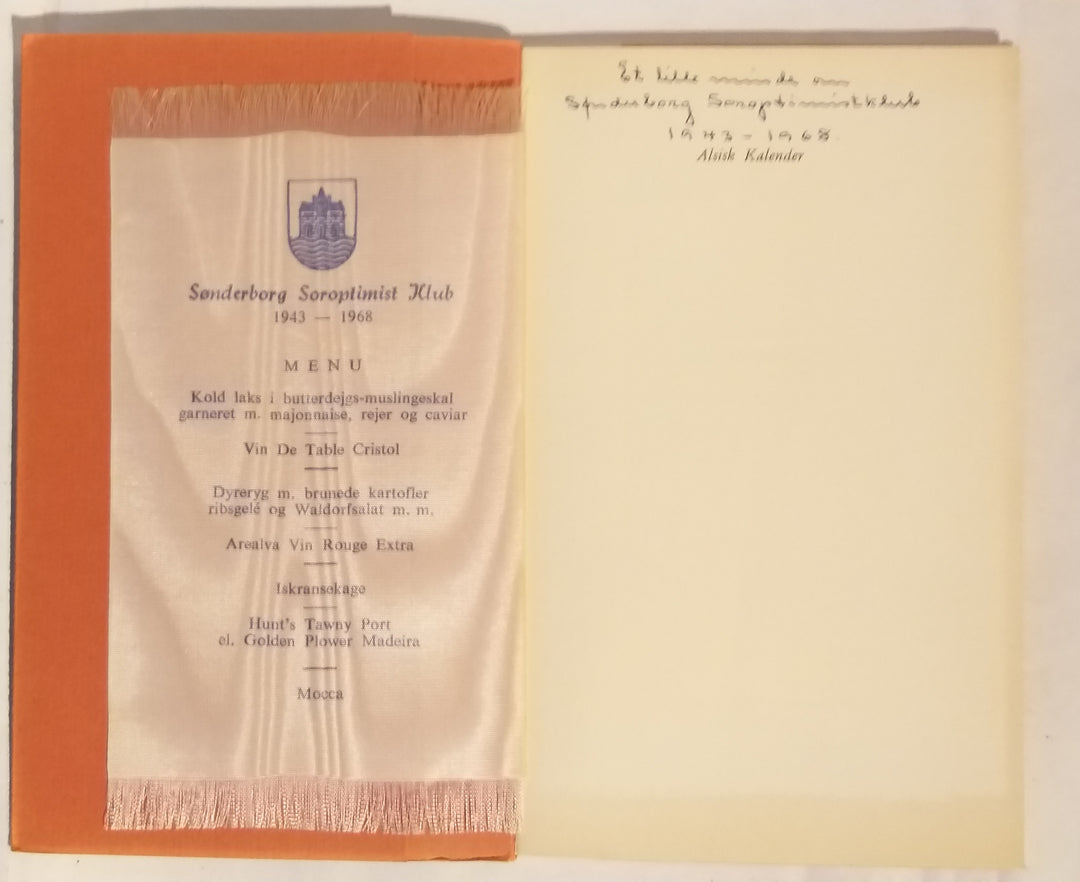 Sønderborg Soroptimist Klub
1943 — 1968
MENU
Kold laks i butterdejgs-muslingeskal
garneret m. majonnaise, rejer og caviar
Vin De Table Cristol
Dyreryg m. brunede kartofler
ribsgelé og Waldorfsalat m. m.
Arealva Vin Rouge Extra
Iskransekage
Hunt's Tawny Port
el. Golden Plower Madeira
Mocca
Et lille minde om
Sønderborg Soroptimistklub
1943-1968.
Alsisk Kalender